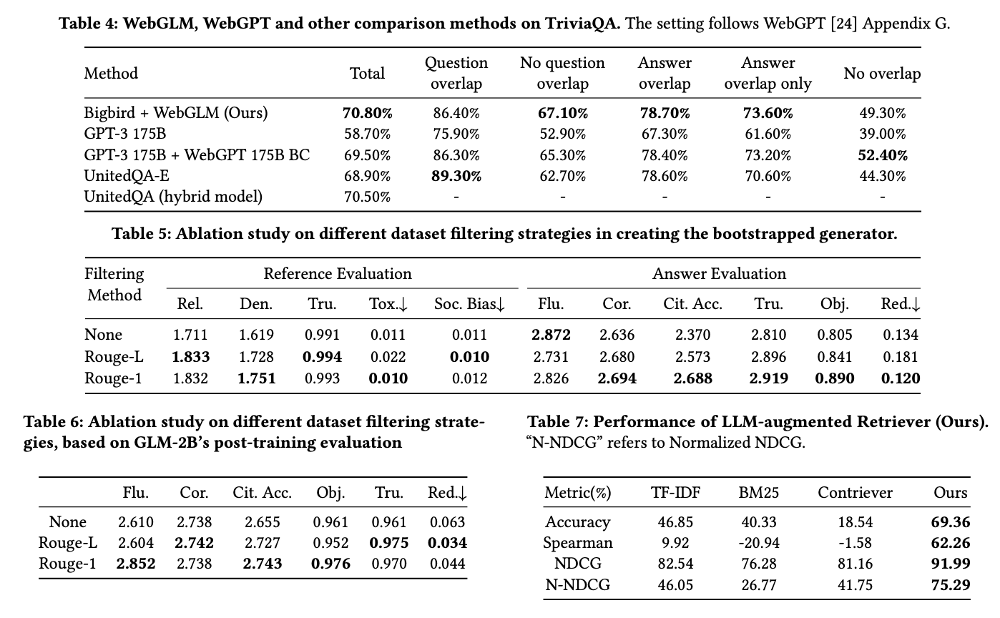 Table 4: WebGLM, WebGPT and other comparison methods on TriviaQA. The setting follows WebGPT [24] Appendix G.
Method Total Question overlap No question overlap Answer overlap Answer overlap only No overlap
Bigbird + WebGLM (Ours) 70.80% 86.40% 67.10% 78.70% 73.60% 49.30%
GPT-3 175B 58.70% 75.90% 52.90% 67.30% 61.60% 39.00%
GPT-3 175B + WebGPT 175B BC 69.50% 86.30% 65.30% 78.40% 73.20% 52.40%
UnitedQA-E 68.90% 89.30% 62.70% 78.60% 70.60% 44.30%
UnitedQA (hybrid model) 70.50% - - - - -
Table 5: Ablation study on different dataset filtering strategies in creating the bootstrapped generator.
Filtering Method Reference Evaluation Answer Evaluation
Rel. Den. Tru. Tox.↓ Soc. Bias↓ Flu. Cor. Cit. Acc. Tru. Obj. Red.↓
None 1.711 1.619 0.991 0.011 0.011 2.872 2.636 2.370 2.810 0.805 0.134
Rouge-L 1.833 1.728 0.994 0.022 0.010 2.731 2.680 2.573 2.896 0.841 0.181
Rouge-1 1.832 1.751 0.993 0.010 0.012 2.826 2.694 2.688 2.919 0.890 0.120
Table 6: Ablation study on different dataset filtering strate-
gies, based on GLM-2B's post-training evaluation
Flu. Cor. Cit. Acc. Obj. Tru. Red.↓
None 2.610 2.738 2.655 0.961 0.961 0.063
Rouge-L 2.604 2.742 2.727 0.952 0.975 0.034
Rouge-1 2.852 2.738 2.743 0.976 0.970 0.044
Table 7: Performance of LLM-augmented Retriever (Ours).
"N-NDCG" refers to Normalized NDCG.
Metric(%) TF-IDF BM25 Contriever Ours
Accuracy 46.85 40.33 18.54 69.36
Spearman 9.92 -20.94 -1.58 62.26
NDCG 82.54 76.28 81.16 91.99
N-NDCG 46.05 26.77 41.75 75.29